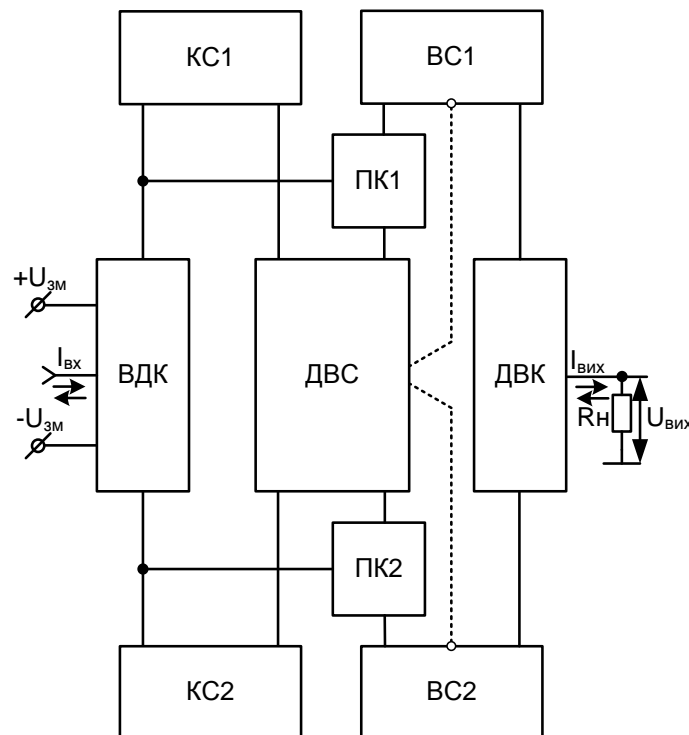 КС1
ВС1
ПК1
+Uзм
Iвх
ВДК
-Uзм
ДВС
ДВК
Iвих
Rн
Uвих
ПК2
КС2
ВС2